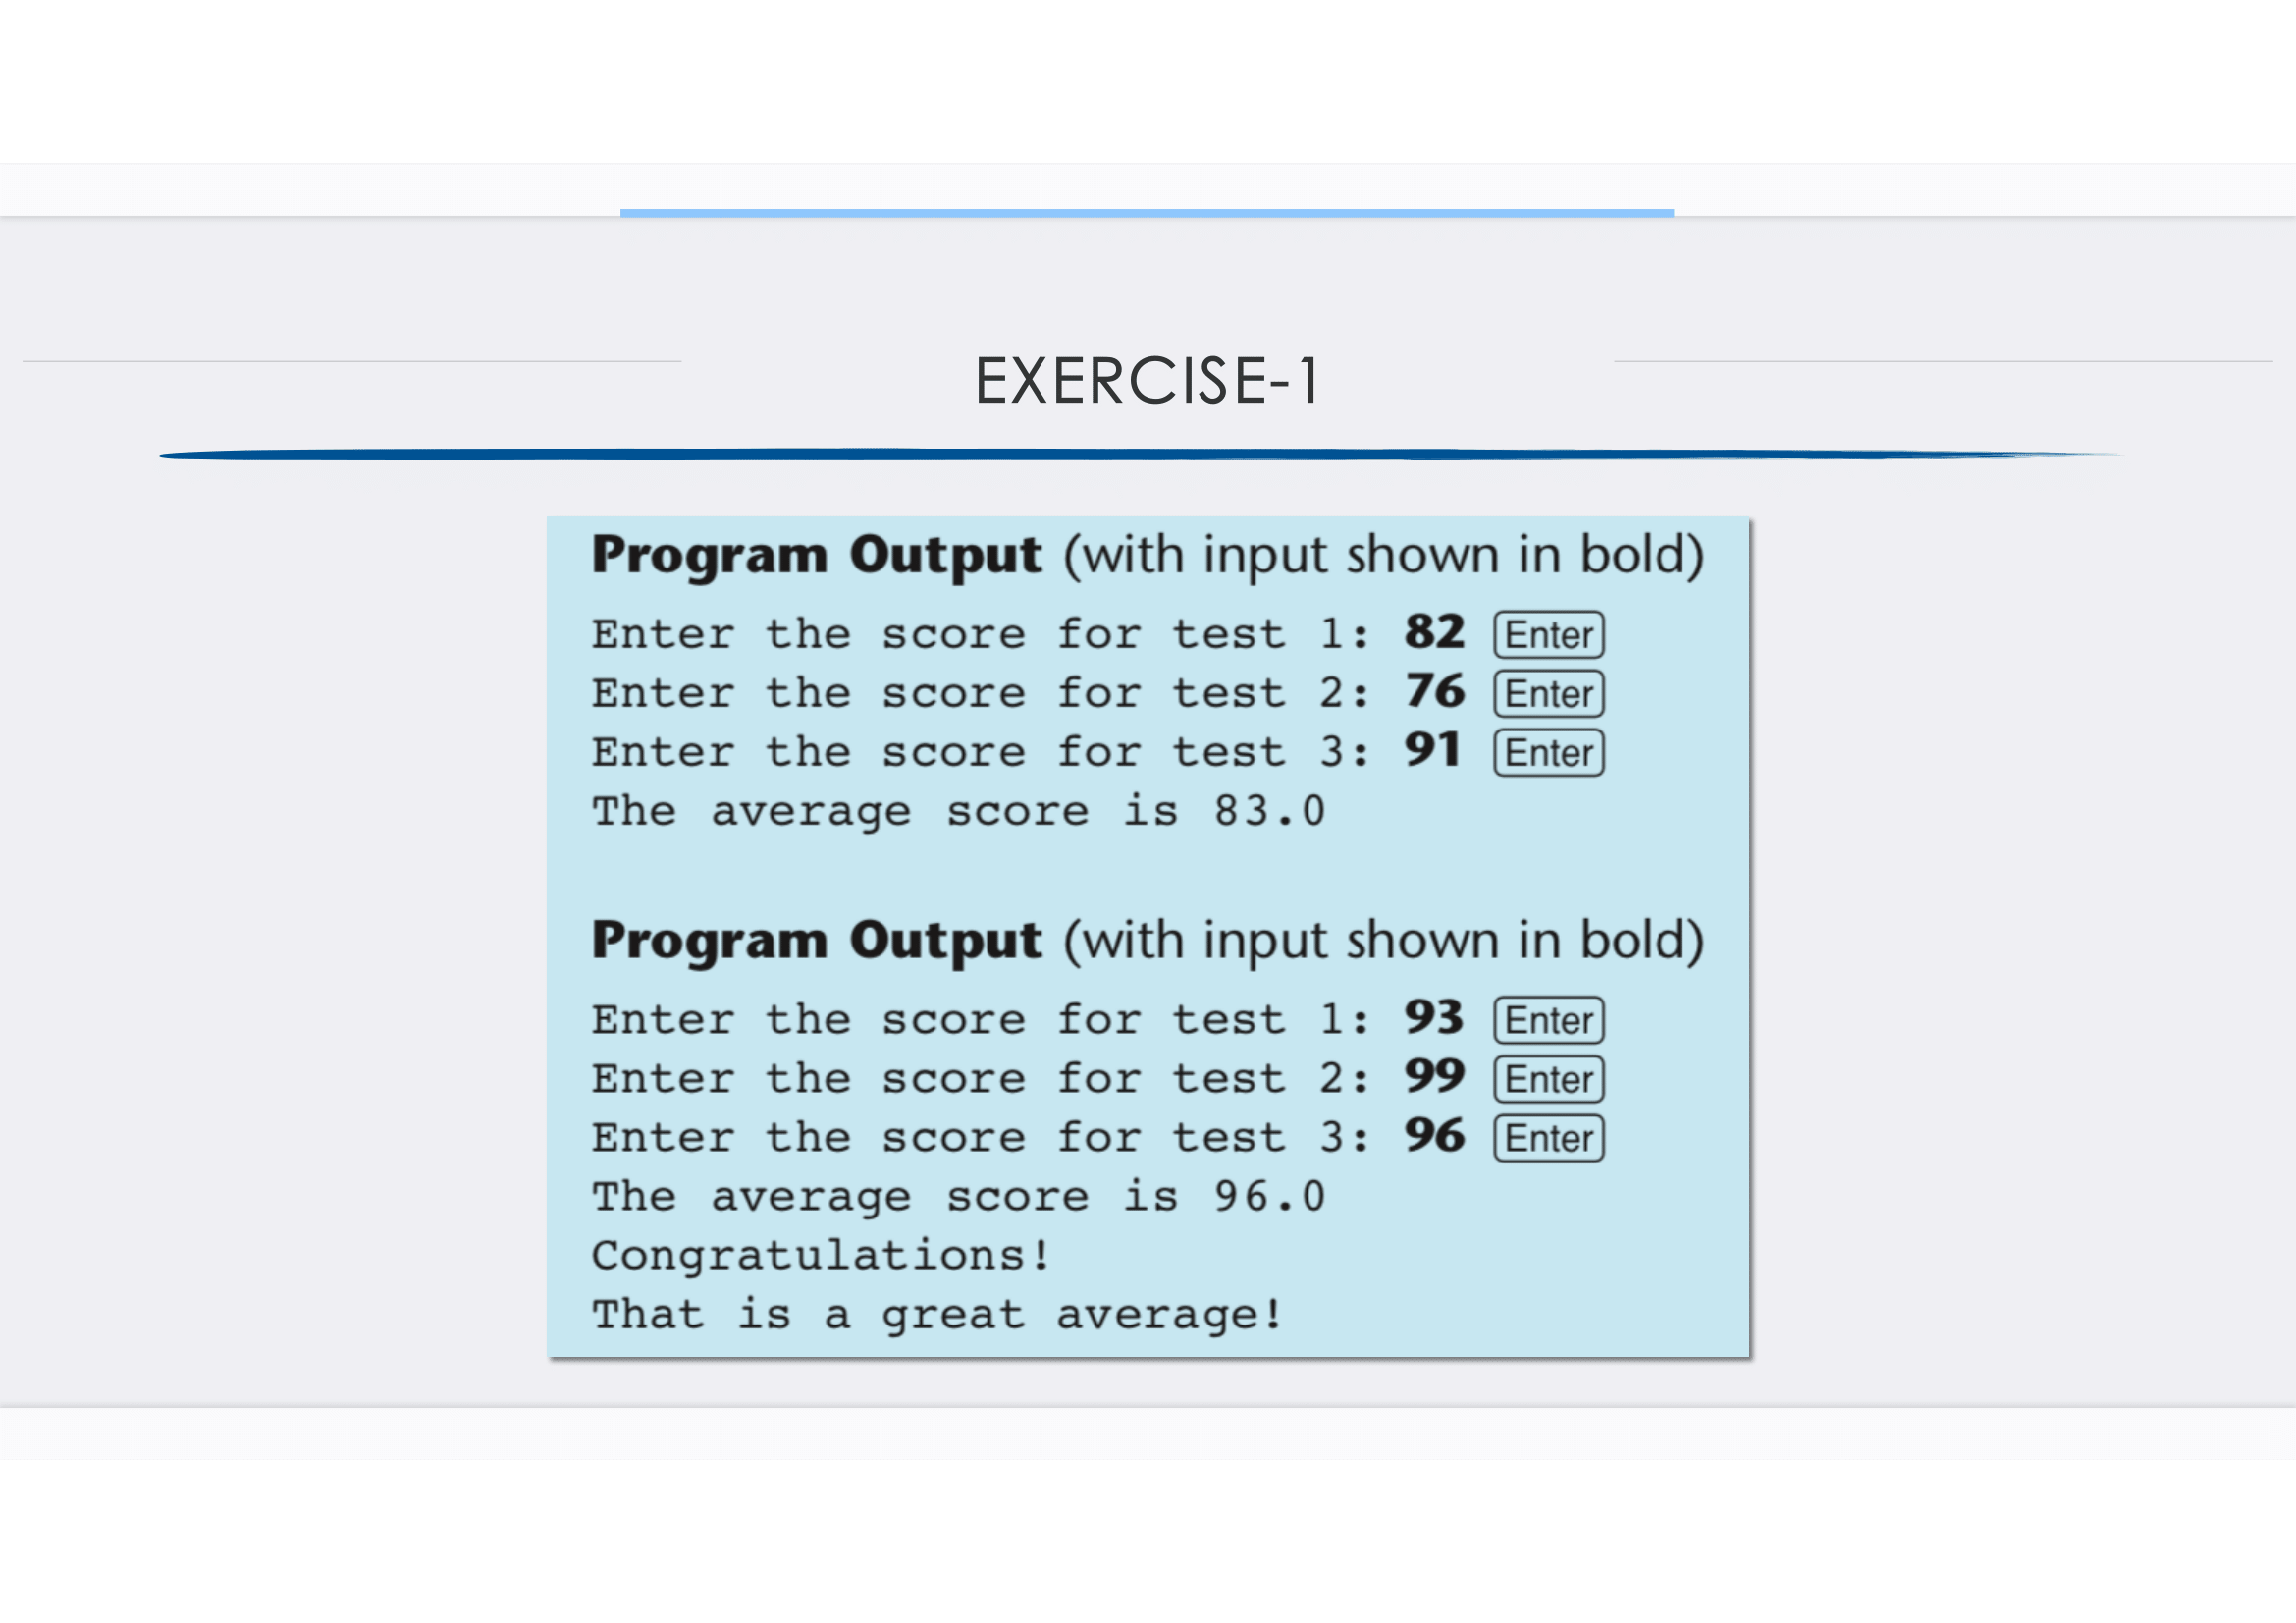 EXERCISE-1
Program Output (with input shown in bold)
Enter the score for test 1: 82 Enter
Enter the score for test 2: 76 Enter
Enter the score for test 3: 91 Enter
The average score is 83.0
Program Output (with input shown in bold)
Enter the score for test 1: 93 Enter
Enter the score for test 2: 99 Enter
Enter the score for test 3: 96 Enter
The average score is 96.0
Congratulations!
That is a great average!